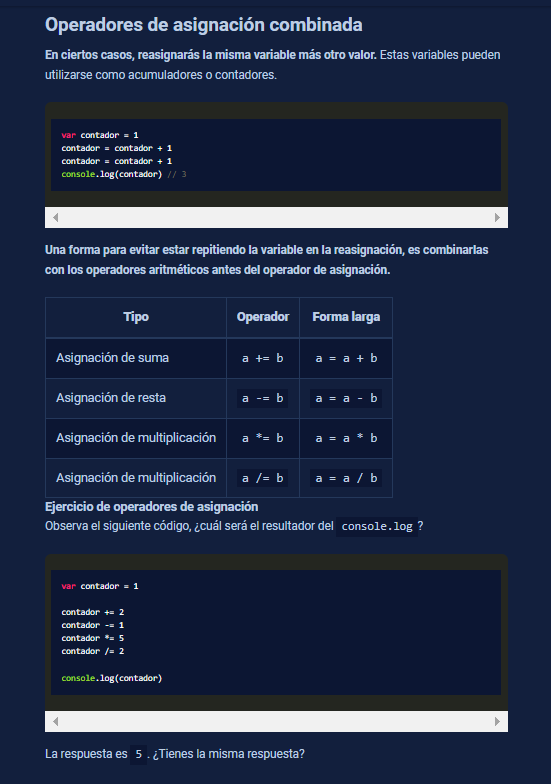 Operadores de asignación combinada
En ciertos casos, reasignarás la misma variable más otro valor. Estas variables pueden
utilizarse como acumuladores o contadores.
var contador = 1
contador = contador + 1
contador = contador + 1
console.log(contador) // 3
Una forma para evitar estar repitiendo la variable en la reasignación, es combinarlas
con los operadores aritméticos antes del operador de asignación.
Tipo Operador Forma larga
Asignación de suma a += b a = a + b
Asignación de resta a -= b a = a - b
Asignación de multiplicación a *= b a = a * b
Asignación de multiplicación a /= b a = a / b
Ejercicio de operadores de asignación
Observa el siguiente código, ¿cuál será el resultador del console.log ?
var contador = 1
contador += 2
contador -= 1
contador *= 5
contador /= 2
console.log(contador)
La respuesta es 5 . ¿Tienes la misma respuesta?